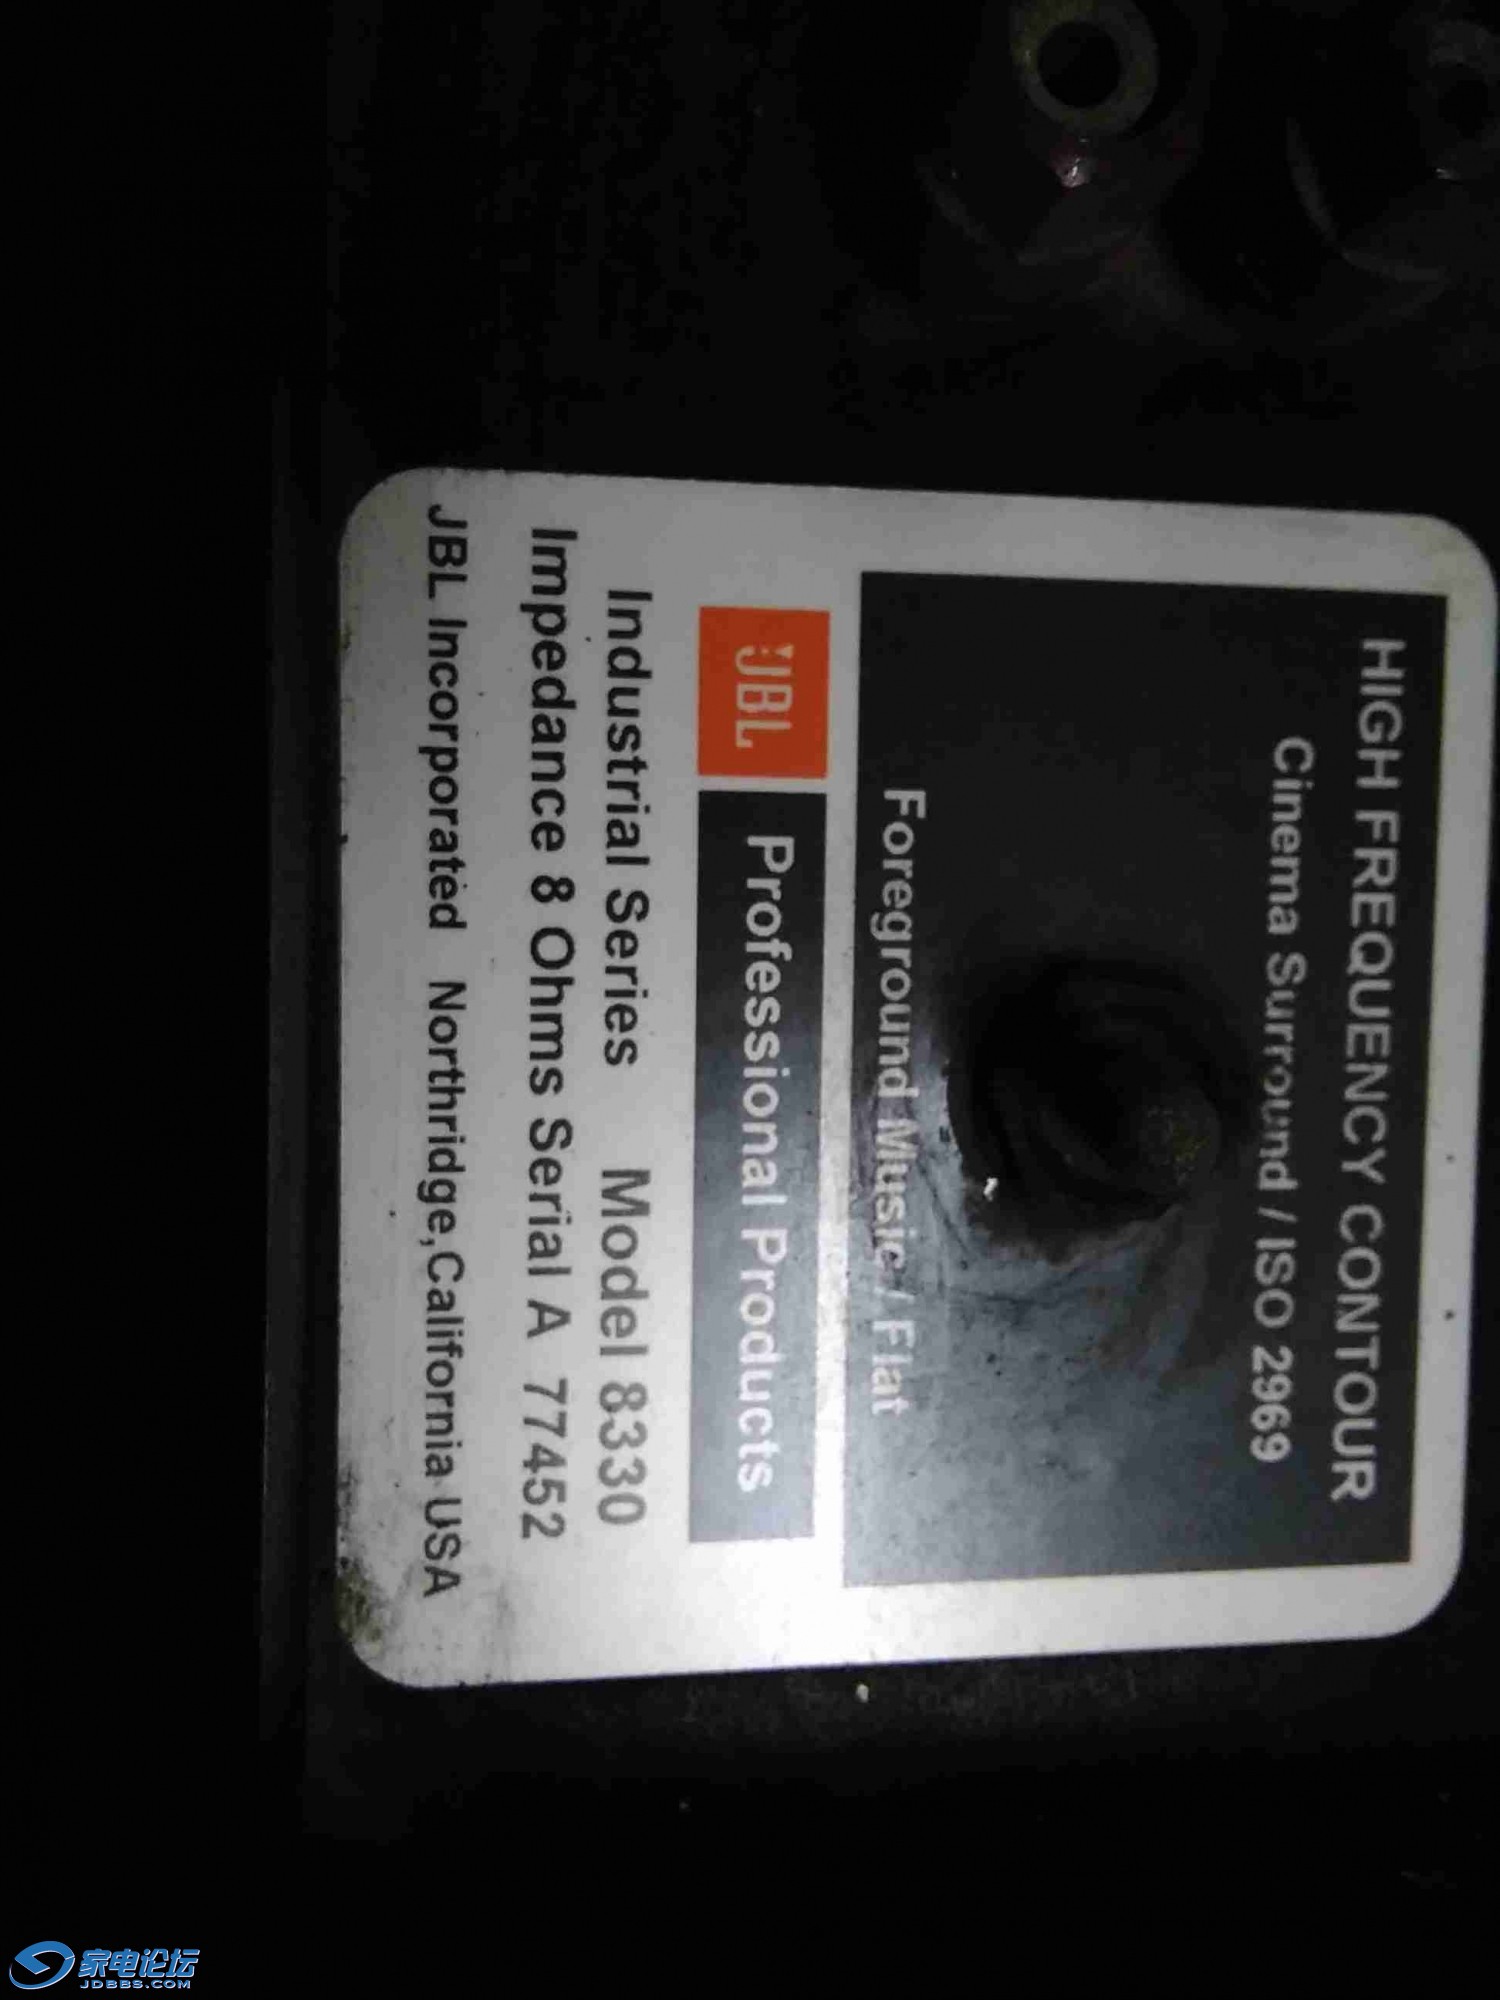 HIGH FREQUENCY CONTOUR
Cinema Surround / ISO 2969
Foreground Music / Flat
JBL Professional Products
Industrial Series Model 8330
Impedance 8 Ohms Serial A 77452
JBL Incorporated Northridge,California USA
家电论坛
JDBBS.COM